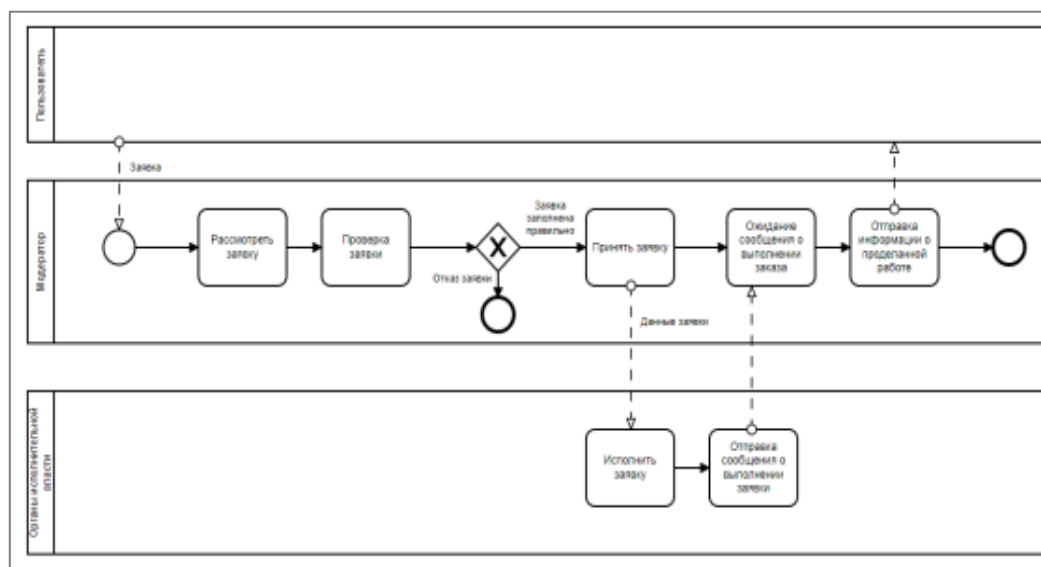 Пользователь
Заявка
Модератор
Рассмотреть
заявку
Проверка
заявки
Заявка
заполнена
правильно
Отказ заявки
Принять заявку
Ожидание
сообщения о
выполнении
заказа
Отправка
информации о
проделанной
работе
Данные заявки
Органы исполнительной
власти
Исполнить
заявку
Отправка
сообщения о
выполнении
заявки